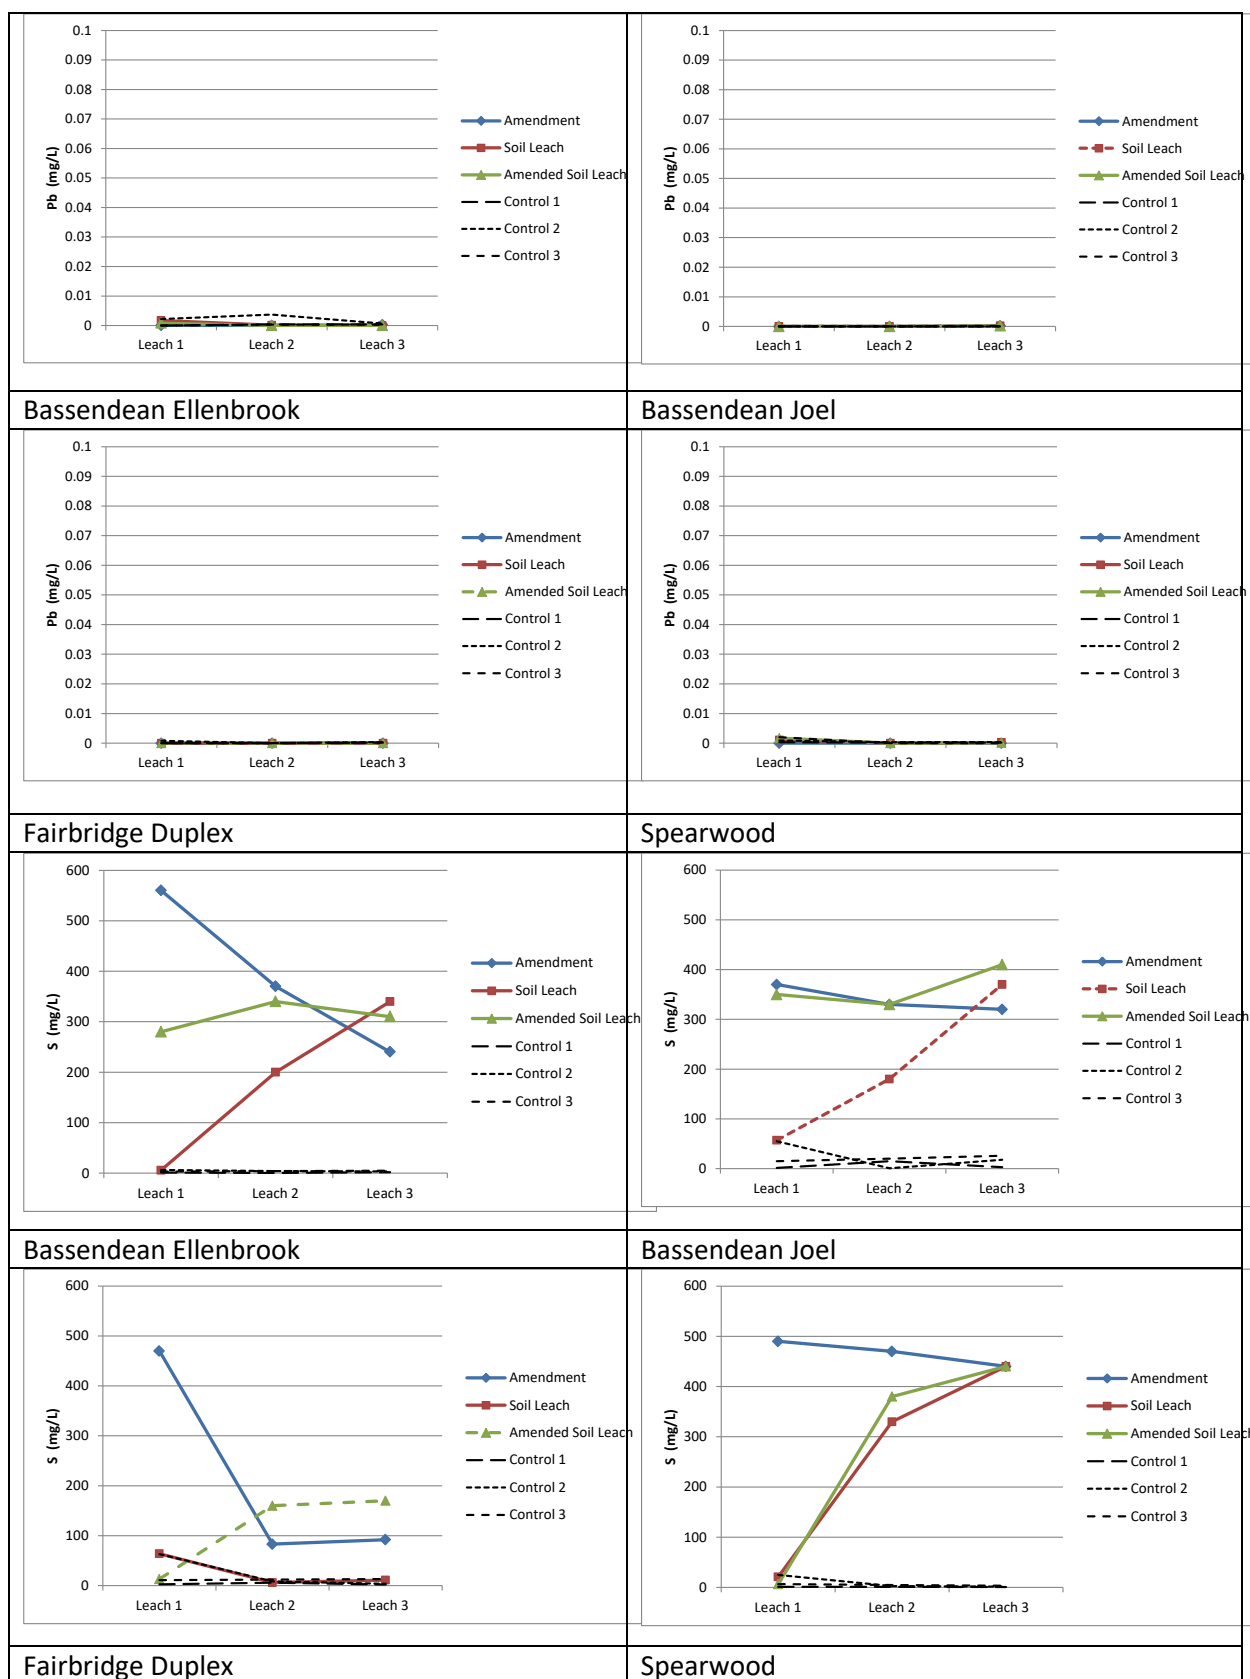 0.1
0.09
0.08
0.07
0.06
0.05
0.04
0.03
0.02
0.01
0
Pb (mg/L)
Leach 1 Leach 2 Leach 3
Amendment
Soil Leach
Amended Soil Leach
Control 1
Control 2
Control 3
0.1
0.09
0.08
0.07
0.06
0.05
0.04
0.03
0.02
0.01
0
Pb (mg/L)
Leach 1 Leach 2 Leach 3
Amendment
Soil Leach
Amended Soil Leach
Control 1
Control 2
Control 3
Bassendean Ellenbrook
Bassendean Joel
0.1
0.09
0.08
0.07
0.06
0.05
0.04
0.03
0.02
0.01
0
Pb (mg/L)
Leach 1 Leach 2 Leach 3
Amendment
Soil Leach
Amended Soil Leach
Control 1
Control 2
Control 3
0.1
0.09
0.08
0.07
0.06
0.05
0.04
0.03
0.02
0.01
0
Pb (mg/L)
Leach 1 Leach 2 Leach 3
Amendment
Soil Leach
Amended Soil Leach
Control 1
Control 2
Control 3
Fairbridge Duplex
Spearwood
600
500
400
300
200
100
0
S (mg/L)
Leach 1 Leach 2 Leach 3
Amendment
Soil Leach
Amended Soil Leach
Control 1
Control 2
Control 3
600
500
400
300
200
100
0
S (mg/L)
Leach 1 Leach 2 Leach 3
Amendment
Soil Leach
Amended Soil Leach
Control 1
Control 2
Control 3
Bassendean Ellenbrook
Bassendean Joel
600
500
400
300
200
100
0
S (mg/L)
Leach 1 Leach 2 Leach 3
Amendment
Soil Leach
Amended Soil Leach
Control 1
Control 2
Control 3
600
500
400
300
200
100
0
S (mg/L)
Leach 1 Leach 2 Leach 3
Amendment
Soil Leach
Amended Soil Leach
Control 1
Control 2
Control 3
Fairbridge Duplex
Spearwood